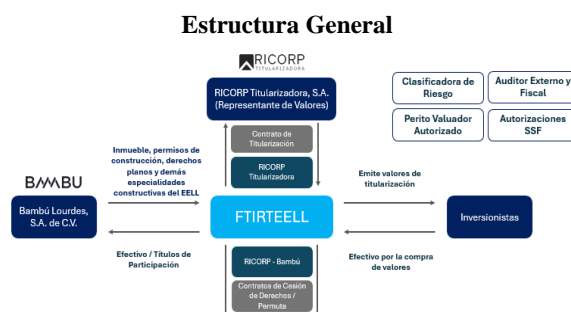 Estructura General
RICORP
TITULARIZADORA
RICORP Titularizadora, S.A.
(Representante de Valores)
Clasificadora de
Riesgo
Auditor Externo y
Fiscal
Perito Valuador
Autorizado
Autorizaciones
SSF
Contrato de
Titularización
RICORP
Titularizadora
Inmueble, permisos de
construcción, derechos
planos y demás
especialidades
constructivas del EELL
BAMBU
Bambú Lourdes,
S.A. de C.V.
Emite valores de
titularización
FTIRTEELL
Inversionistas
Efectivo / Títulos de
Participación
Efectivo por la compra
de valores
RICORP - Bambú
Contratos de Cesión
de Derechos /
Permuta